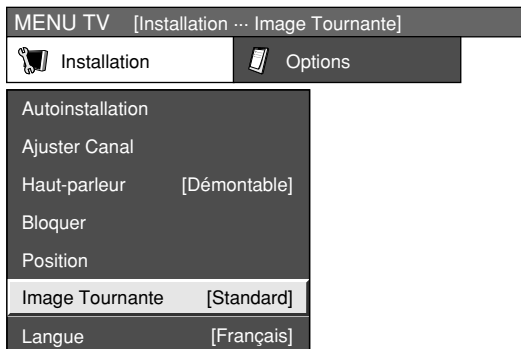 MENU TV [Installation ... Image Tournante]
Installation Options
Autoinstallation
Ajuster Canal
Haut-parleur [Démontable]
Bloquer
Position
Image Tournante [Standard]
Langue [Français]